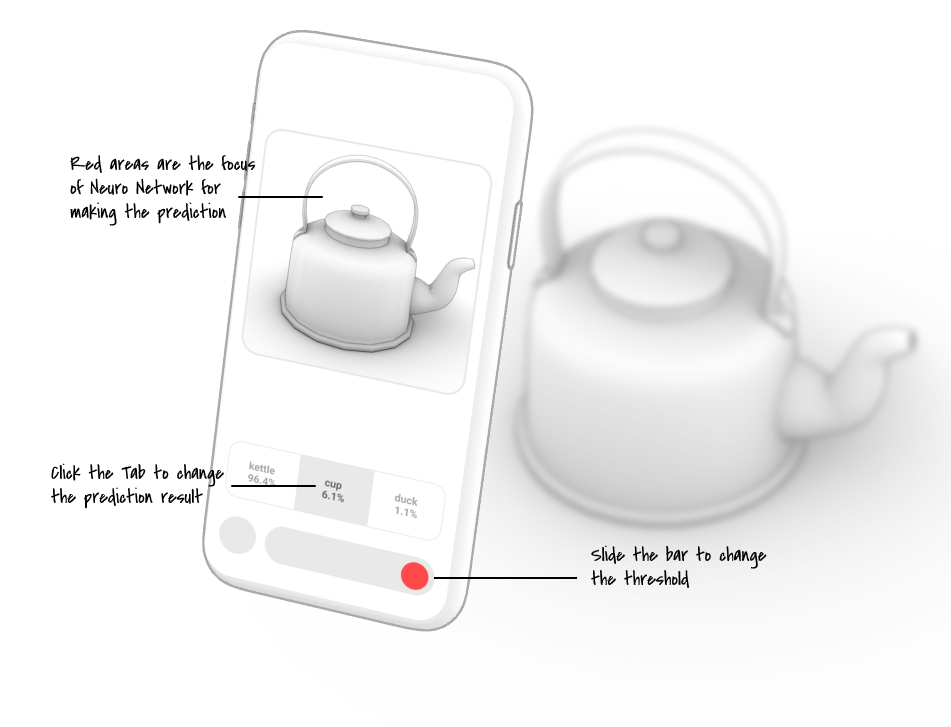 Red areas are the focus
of Neuro Network for
making the prediction
Click the Tab to change
the prediction result
kettle
96.4%
cup
6.1%
duck
1.1%
Slide the bar to change
the threshold